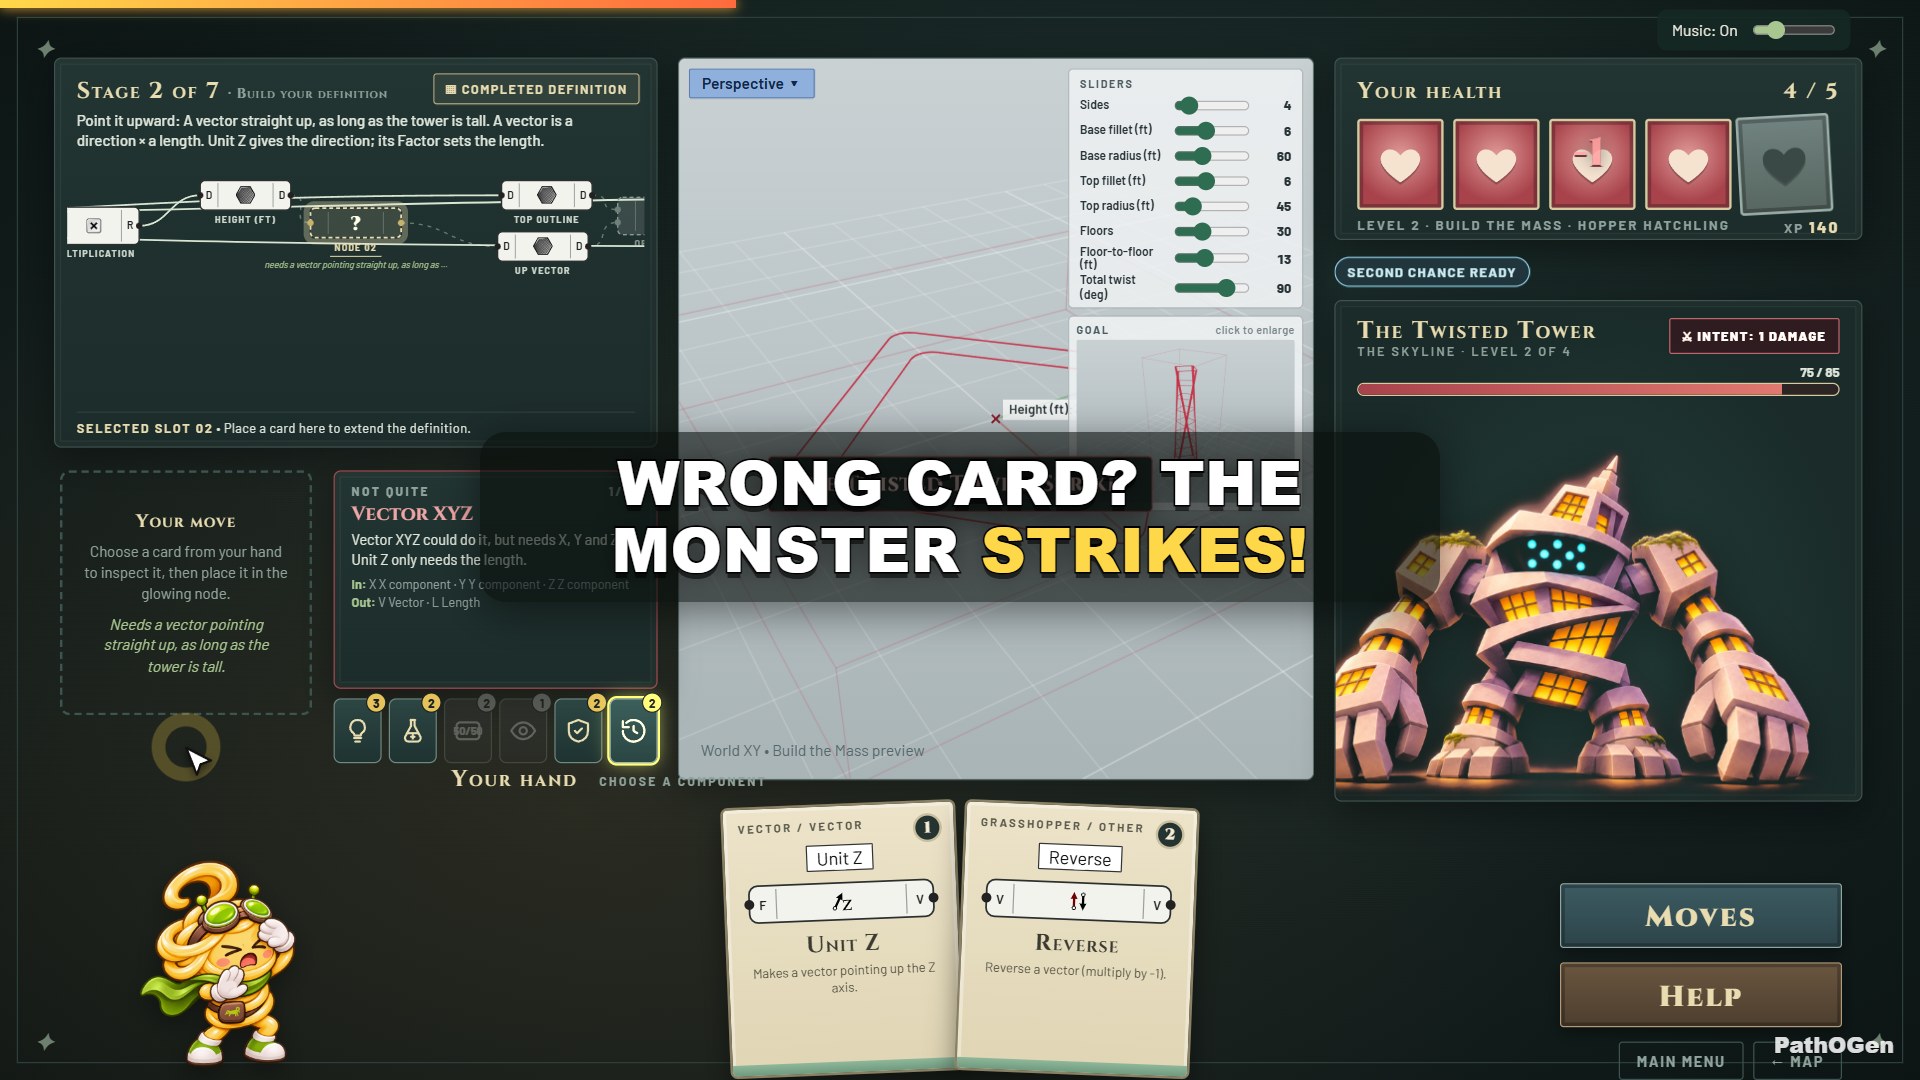 Music: On
STAGE 2 OF 7 · BUILD YOUR DEFINITION
COMPLETED DEFINITION
Point it upward: A vector straight up, as long as the tower is tall. A vector is a
direction × a length. Unit Z gives the direction; its Factor sets the length.
R
LTIPLICATION
D D
HEIGHT (FT)
?
NODE 02
needs a vector pointing straight up, as long as ...
D D
TOP OUTLINE
D D
UP VECTOR
SELECTED SLOT 02 • Place a card here to extend the definition.
YOUR MOVE
Choose a card from your hand
to inspect it, then place it in the
glowing node.
Needs a vector pointing
straight up, as long as the
tower is tall.
NOT QUITE
VECTOR XYZ
Vector XYZ could do it, but needs X, Y and Z
Unit Z only needs the length.
In: X X component · Y Y component · Z Z component
Out: V Vector · L Length
3
2
2
50/50
1
2
2
YOUR HAND
CHOOSE A COMPONENT
Perspective ▼
SLIDERS
Sides 4
Base fillet (ft) 6
Base radius (ft) 60
Top fillet (ft) 6
Top radius (ft) 45
Floors 30
Floor-to-floor
(ft) 13
Total twist
(deg) 90
GOAL
click to enlarge
Height (ft)
WRONG CARD? THE
MONSTER STRIKES!
World XY • Build the Mass preview
YOUR HEALTH
4 / 5
-1
LEVEL 2 · BUILD THE MASS · HOPPER HATCHLING
XP 140
SECOND CHANCE READY
THE TWISTED TOWER
THE SKYLINE · LEVEL 2 OF 4
INTENT: 1 DAMAGE
75 / 85
VECTOR / VECTOR
1
Unit Z
F Z V
UNIT Z
Makes a vector pointing up the Z
axis.
GRASSHOPPER / OTHER
2
Reverse
V V
REVERSE
Reverse a vector (multiply by -1).
MOVES
HELP
MAIN MENU
← MAP
PathOGen